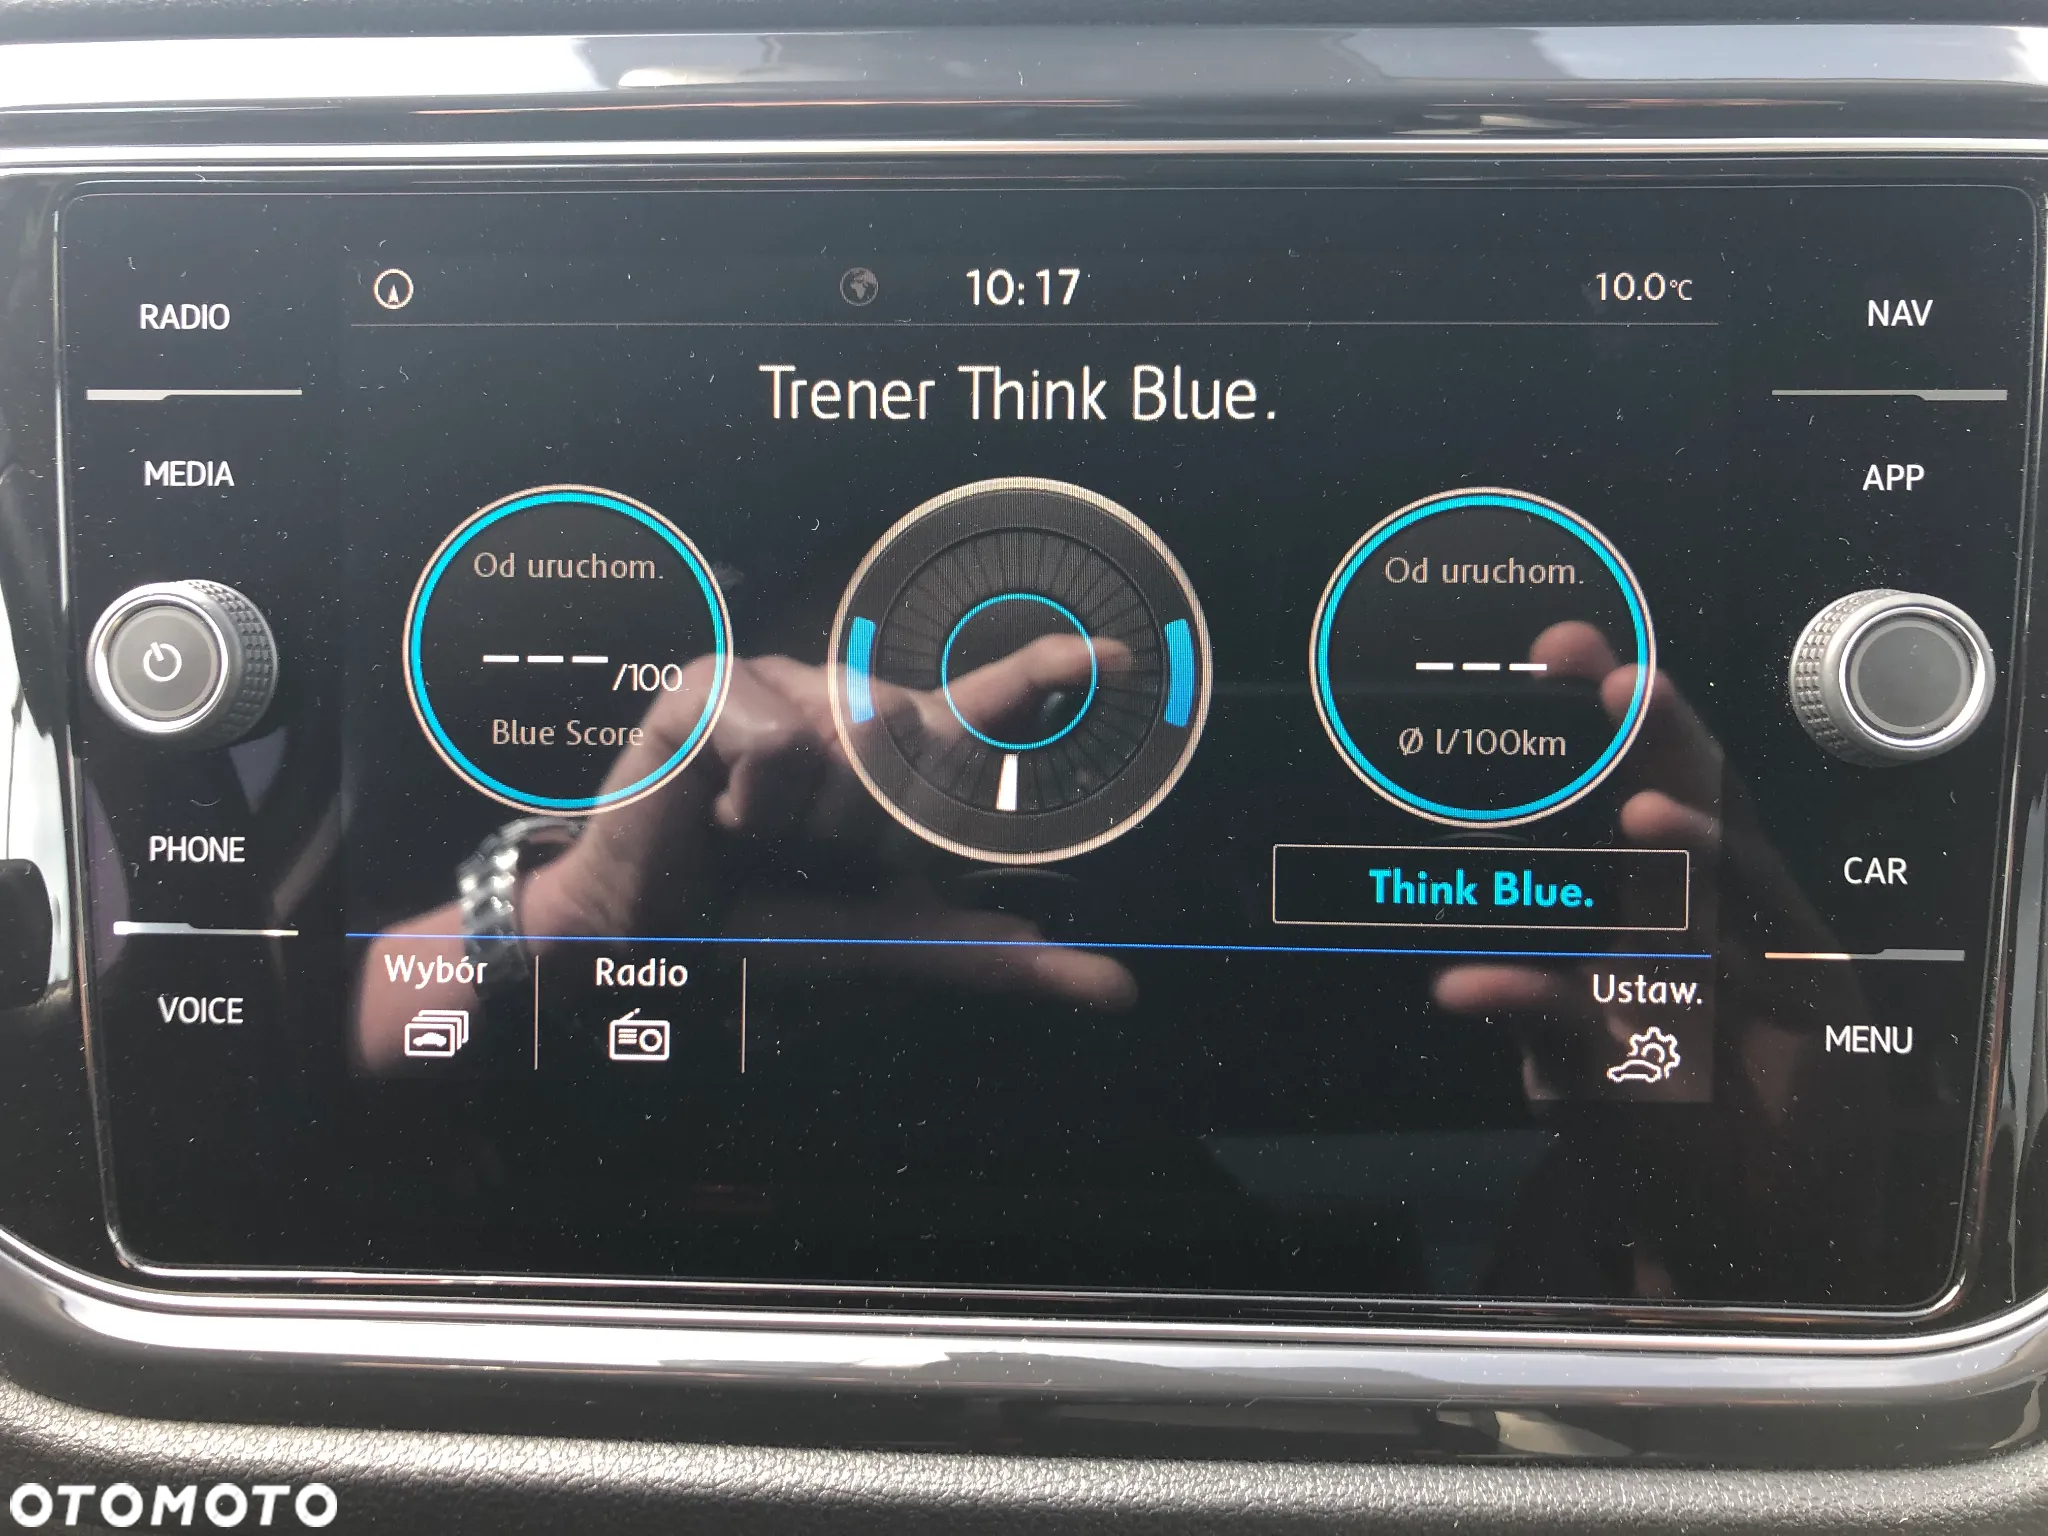 10:17
10.0°C
RADIO
NAV
Trener Think Blue.
MEDIA
APP
Od uruchom.
--- /100
Blue Score
Od uruchom.
---
Ø l/100km
PHONE
CAR
Think Blue.
Wybór
Radio
Ustaw.
VOICE
MENU
OTOMOTO